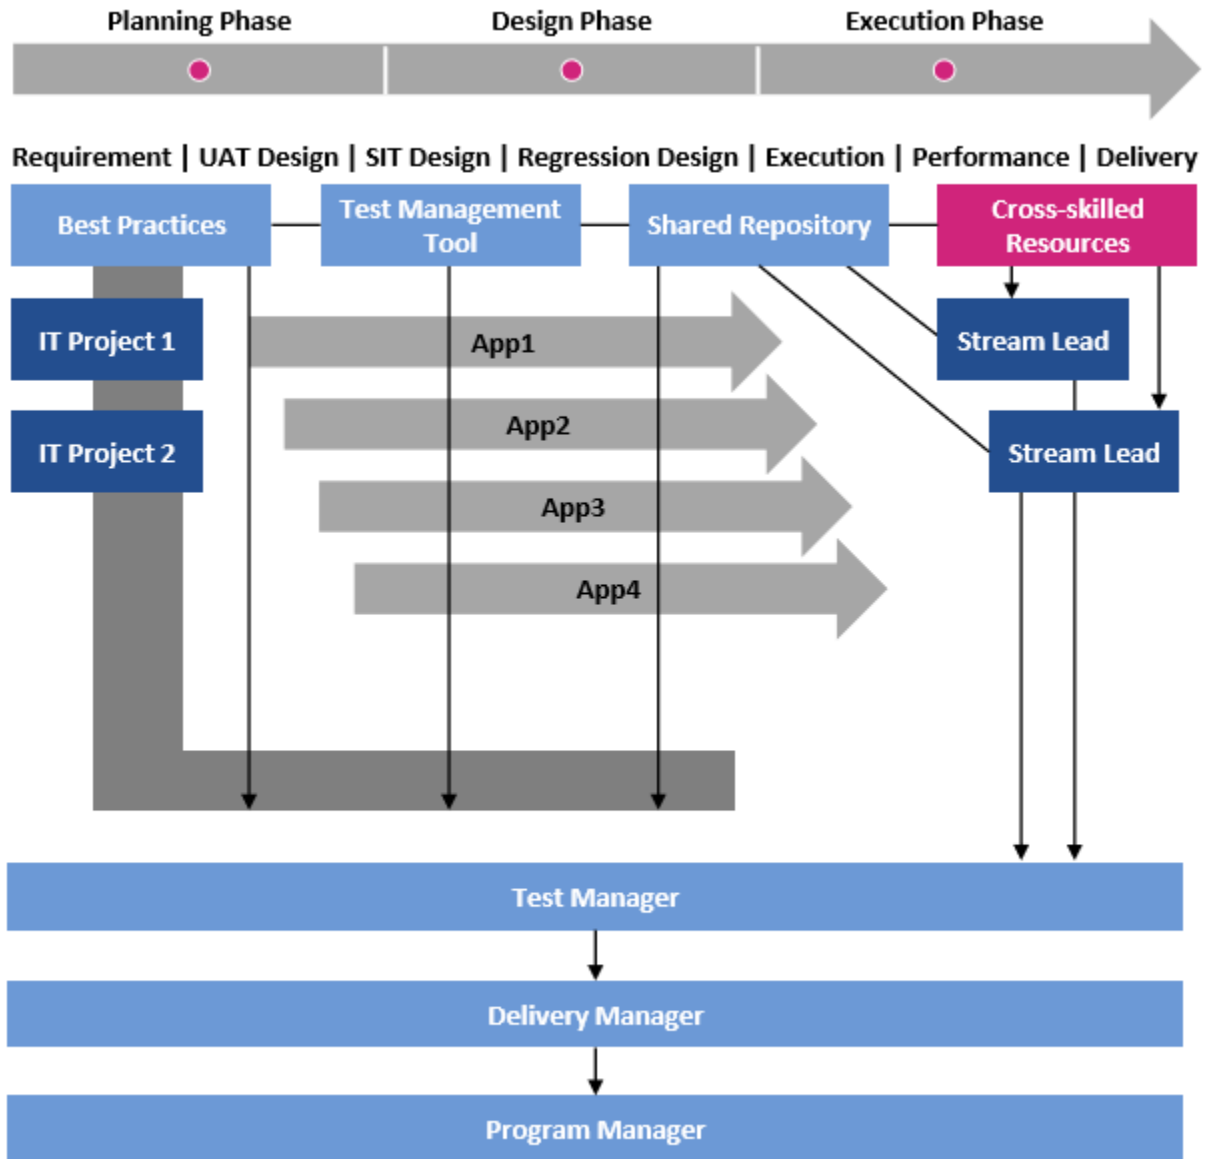 Planning Phase
Design Phase
Execution Phase
Requirement | UAT Design | SIT Design | Regression Design | Execution | Performance | Delivery
Best Practices
Test Management
Tool
Shared Repository
Cross-skilled
Resources
IT Project 1
App1
Stream Lead
App2
IT Project 2
Stream Lead
App3
App4
Test Manager
Delivery Manager
Program Manager